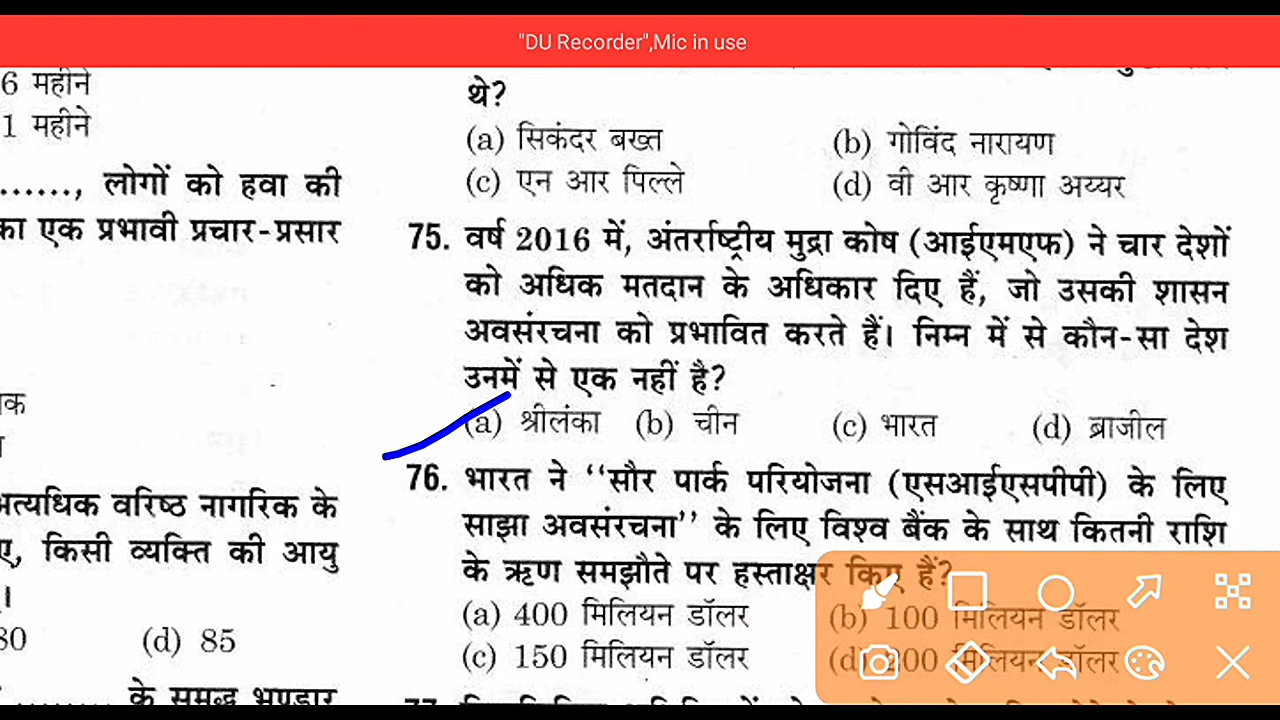 "DU Recorder",Mic in use
6 महीने
1 महीने
......., लोगों को हवा की
का एक प्रभावी प्रचार-प्रसार
अत्यधिक वरिष्ठ नागरिक के
किसी व्यक्ति की आयु
80 (d) 85
के समृद्ध भण्डार
थे?
(a) सिकंदर बख्त (b) गोविंद नारायण
(c) एन आर पिल्ले (d) वी आर कृष्णा अय्यर
75. वर्ष 2016 में, अंतर्राष्ट्रीय मुद्रा कोष (आईएमएफ) ने चार देशों
को अधिक मतदान के अधिकार दिए हैं, जो उसकी शासन
अवसंरचना को प्रभावित करते हैं। निम्न में से कौन-सा देश
उनमें से एक नहीं है?
(a) श्रीलंका (b) चीन (c) भारत (d) ब्राजील
76. भारत ने ‘‘सौर पार्क परियोजना (एसआईएसपीपी) के लिए
साझा अवसंरचना’’ के लिए विश्व बैंक के साथ कितनी राशि
के ऋण समझौते पर हस्ताक्षर किए हैं?
(a) 400 मिलियन डॉलर (b) 100 मिलियन डॉलर
(c) 150 मिलियन डॉलर (d) 200 मिलियन डॉलर